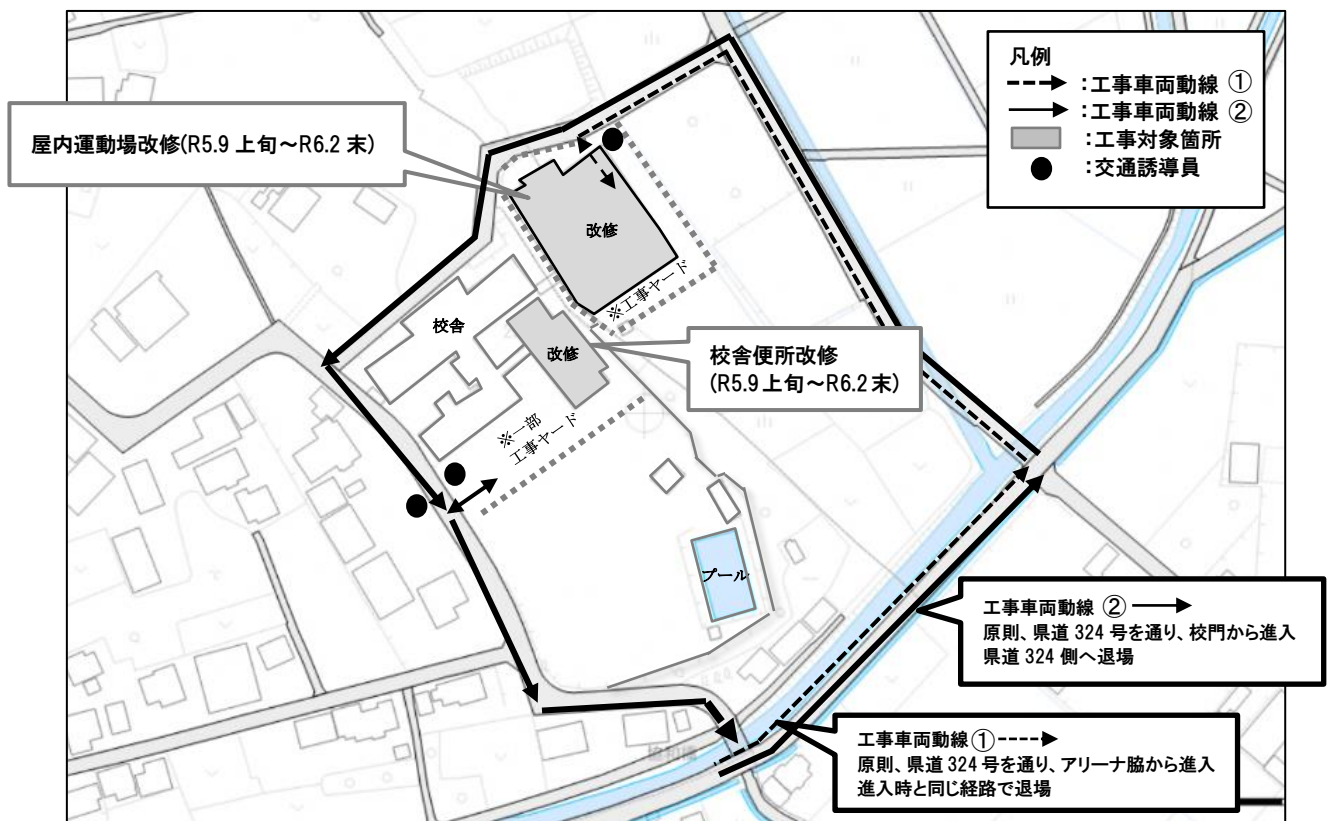 凡例
：工事車両動線 ①
：工事車両動線 ②
：工事対象箇所
：交通誘導員
屋内運動場改修(R5.9 上旬～R6.2 末)
改修
※工事ヤード
校舎
改修
校舎便所改修
(R5.9 上旬～R6.2 末)
※一部
工事ヤード
プール
工事車両動線 ②
原則、県道 324 号を通り、校門から進入
県道 324 側へ退場
協和橋
工事車両動線①
原則、県道 324 号を通り、アリーナ脇から進入
進入時と同じ経路で退場